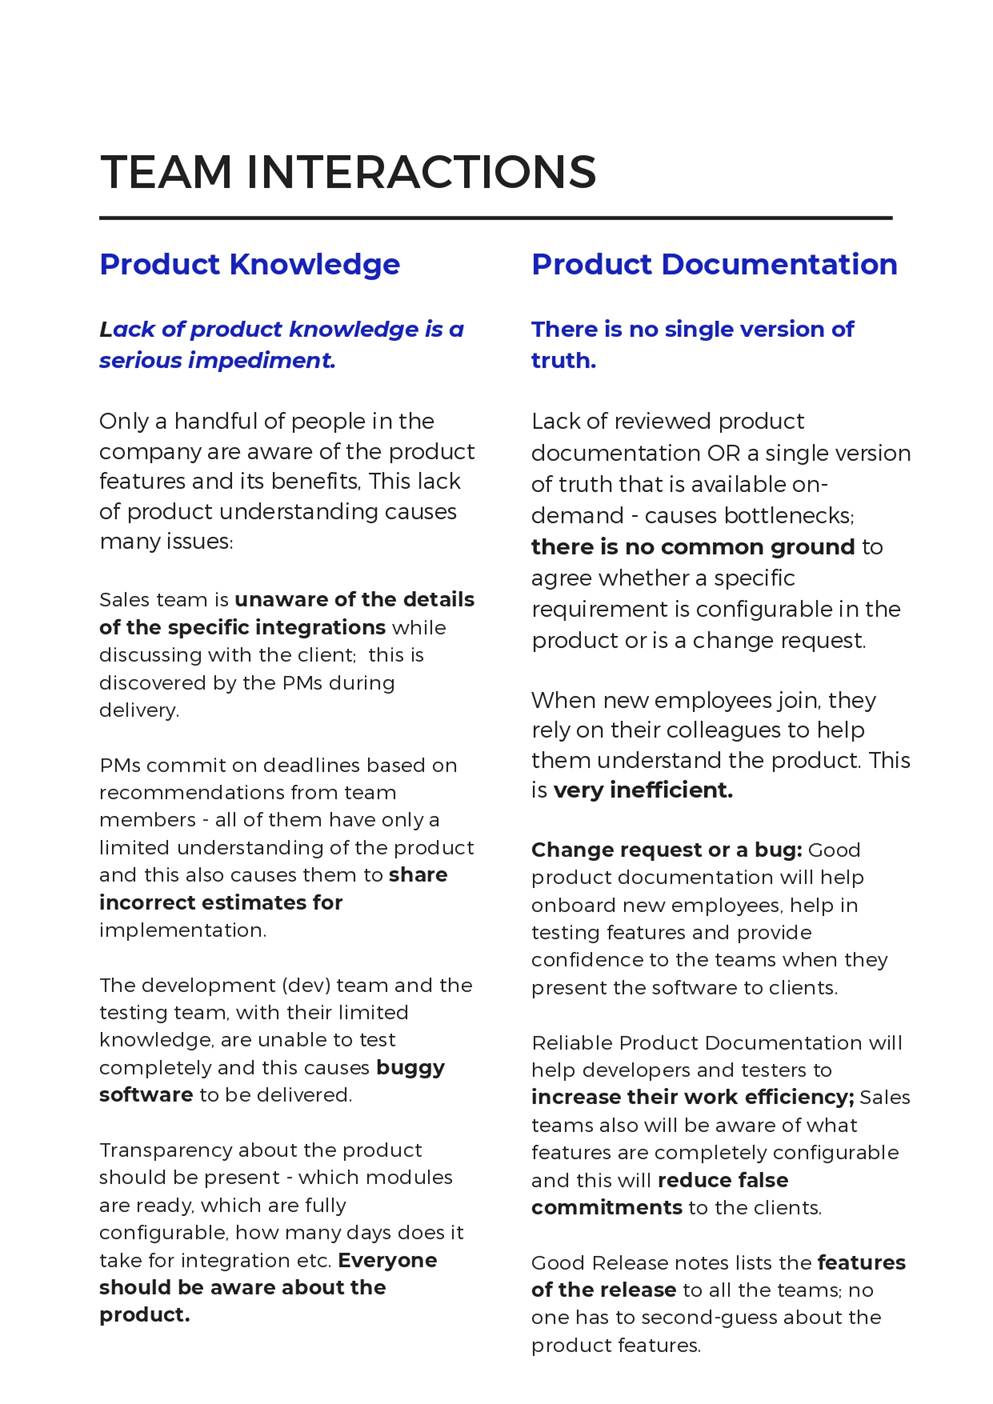 TEAM INTERACTIONS
Product Knowledge
Lack of product knowledge is a
serious impediment.
Only a handful of people in the
company are aware of the product
features and its benefits, This lack
of product understanding causes
many issues:
Sales team is unaware of the details
of the specific integrations while
discussing with the client;  this is
discovered by the PMs during
delivery.
PMs commit on deadlines based on
recommendations from team
members - all of them have only a
limited understanding of the product
and this also causes them to share
incorrect estimates for
implementation.
The development (dev) team and the
testing team, with their limited
knowledge, are unable to test
completely and this causes buggy
software to be delivered.
Transparency about the product
should be present - which modules
are ready, which are fully
configurable, how many days does it
take for integration etc. Everyone
should be aware about the
product.
Product Documentation
There is no single version of
truth.
Lack of reviewed product
documentation OR a single version
of truth that is available on-
demand - causes bottlenecks;
there is no common ground to
agree whether a specific
requirement is configurable in the
product or is a change request.
When new employees join, they
rely on their colleagues to help
them understand the product. This
is very inefficient.
Change request or a bug: Good
product documentation will help
onboard new employees, help in
testing features and provide
confidence to the teams when they
present the software to clients.
Reliable Product Documentation will
help developers and testers to
increase their work efficiency; Sales
teams also will be aware of what
features are completely configurable
and this will reduce false
commitments to the clients.
Good Release notes lists the features
of the release to all the teams; no
one has to second-guess about the
product features.